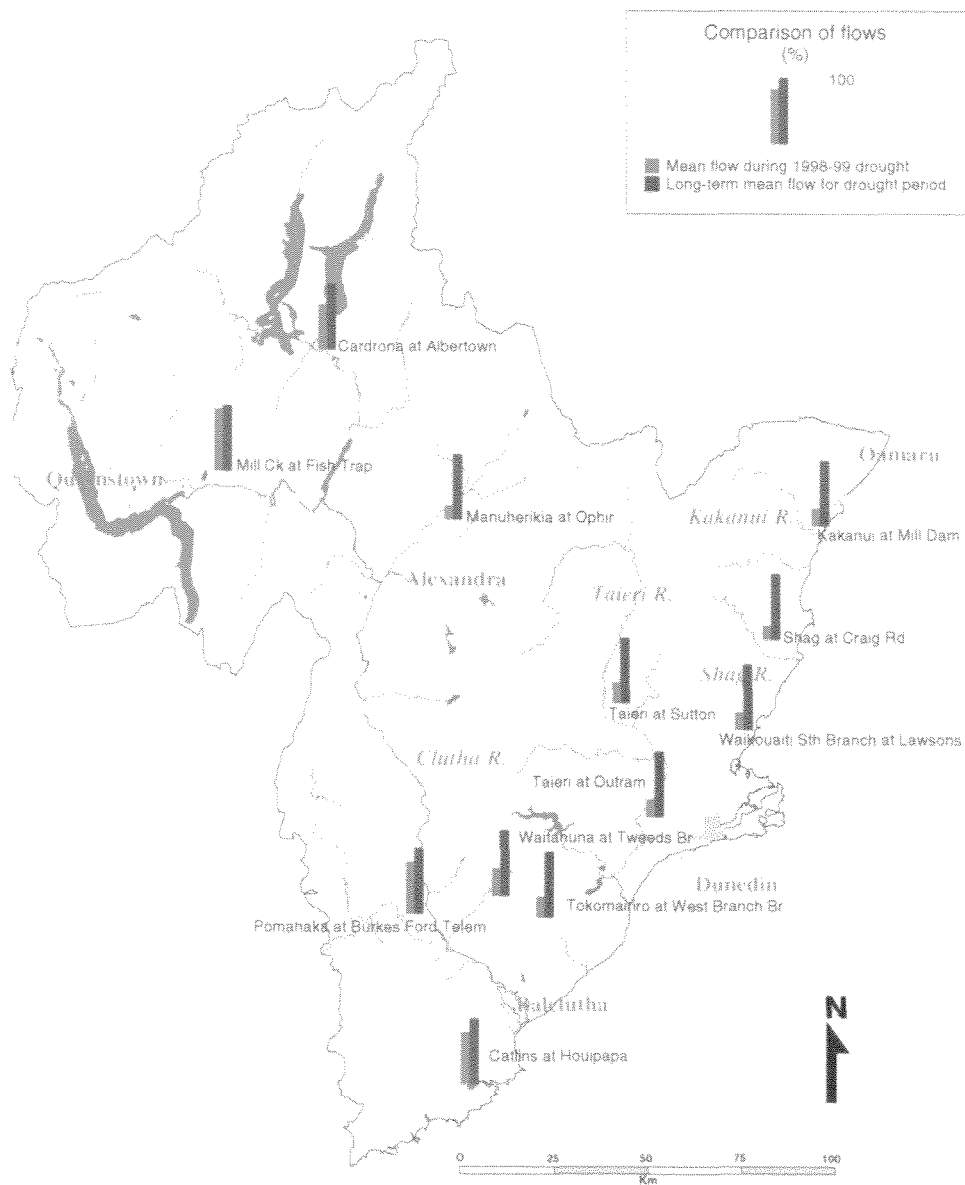 Comparison of flows
(%)
100
Mean flow during 1998-99 drought
Long-term mean flow for drought period
Cardrona at Albertown
Mill Ck at Fish Trap
Queenstown
Oamaru
Manuherikia at Ophir
Kakanui R.
Kakanui at Mill Dam
Alexandra
Taieri R.
Shag at Craig Rd
Shag R.
Taieri at Sutton
Waikouaiti Sth Branch at Lawsons
Clutha R.
Taieri at Outram
Waitahuna at Tweeds Br
Dunedin
Tokomairiro at West Branch Br
Pomahaka at Burkes Ford Telem
Balclutha
N
Catlins at Houipapa
0 25 50 75 100
Km